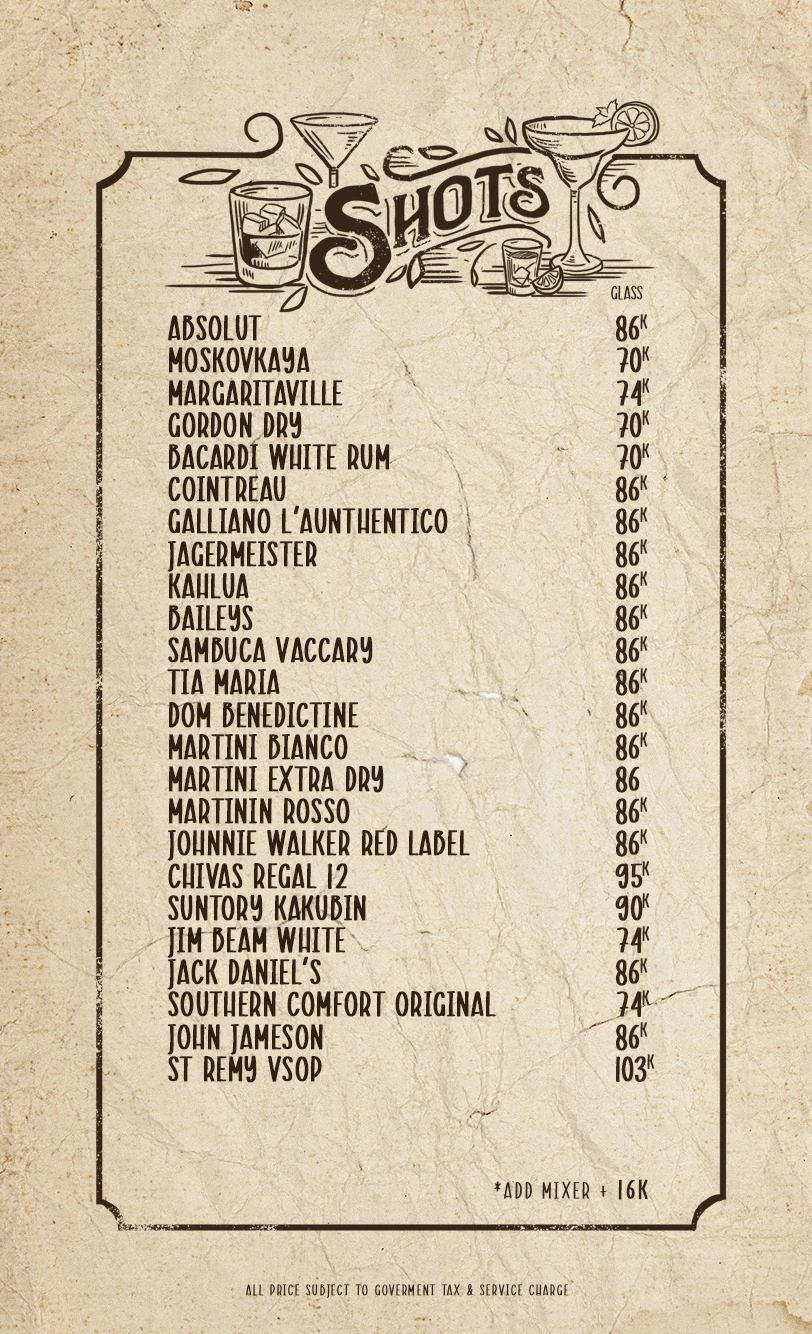 SHOTS
GLASS
ABSOLUT 86K
MOSKOVKAYA 70K
MARGARITAVILLE 74K
GORDON DRY 70K
BACARDI WHITE RUM 70K
COINTREAU 86K
GALLIANO L'AUNTHENTICO 86K
JAGERMEISTER 86K
KAHLUA 86K
BAILEYS 86K
SAMBUCA VACCARY 86K
TIA MARIA 86K
DOM BENEDICTINE 86K
MARTINI BIANCO 86K
MARTINI EXTRA DRY 86
MARTININ ROSSO 86K
JOHNNIE WALKER RED LABEL 86K
CHIVAS REGAL 12 95K
SUNTORY KAKUBIN 90K
JIM BEAM WHITE 74K
JACK DANIEL'S 86K
SOUTHERN COMFORT ORIGINAL 74K
JOHN JAMESON 86K
ST REMY VSOP 103K
*ADD MIXER + 16K
ALL PRICE SUBJECT TO GOVERMENT TAX & SERVICE CHARGE